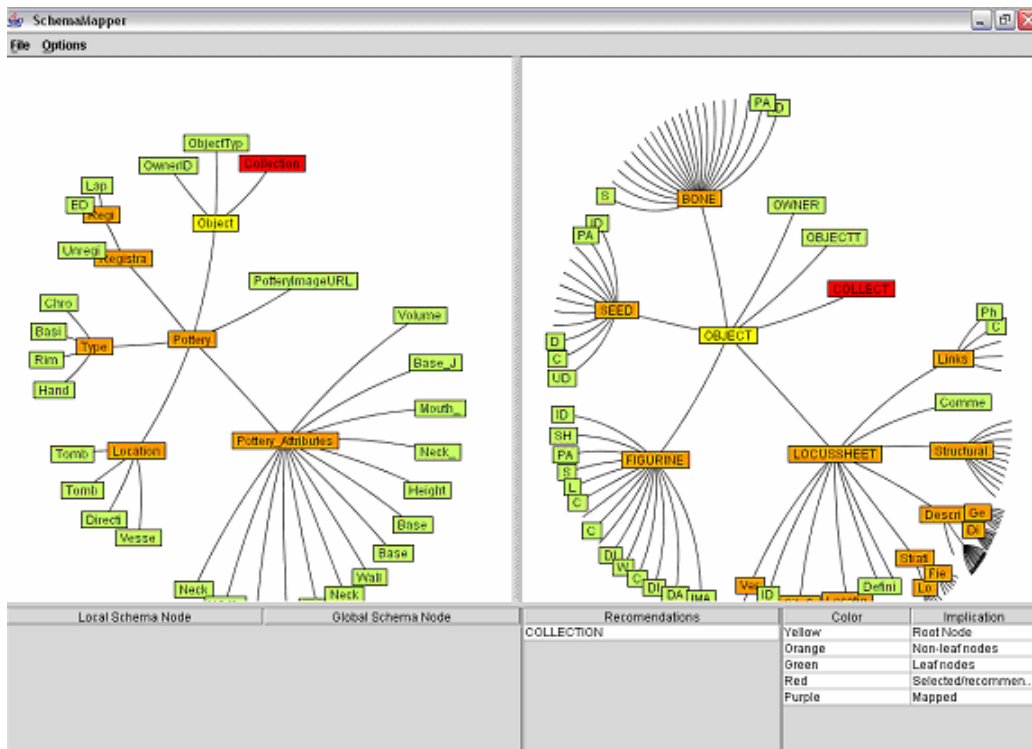 SchemaMapper
File Options
ObjectTyp
OwnerID
Collection
Lap
ED
Regi
Object
Unregi
Registra
PotteryImageURL
Chro
Volume
Basi
Type
Pottery
Rim
Base_J
Hand
Mouth_
Pottery_Attributes
Neck_
Tomb
Location
Tomb
Height
Directi
Base
Vesse
Base
Wall
Neck
Neck
PA
S
BONE
OWNER
ID
PA
OBJECTT
COLLECT
SEED
OBJECT
Ph
C
D
C
Links
UD
Comme
ID
SH
PA
FIGURINE
LOCUSSHEET
Structural
S
L
C
Descri
Ge
C
Di
DI
W
Strati
C
Fie
DI
Defini
Lo
DA
ID
Local Schema Node Global Schema Node Recomendations Color Implication
COLLECTION
Yellow Root Node
Orange Non-leaf nodes
Green Leaf nodes
Red Selected/recommen...
Purple Mapped